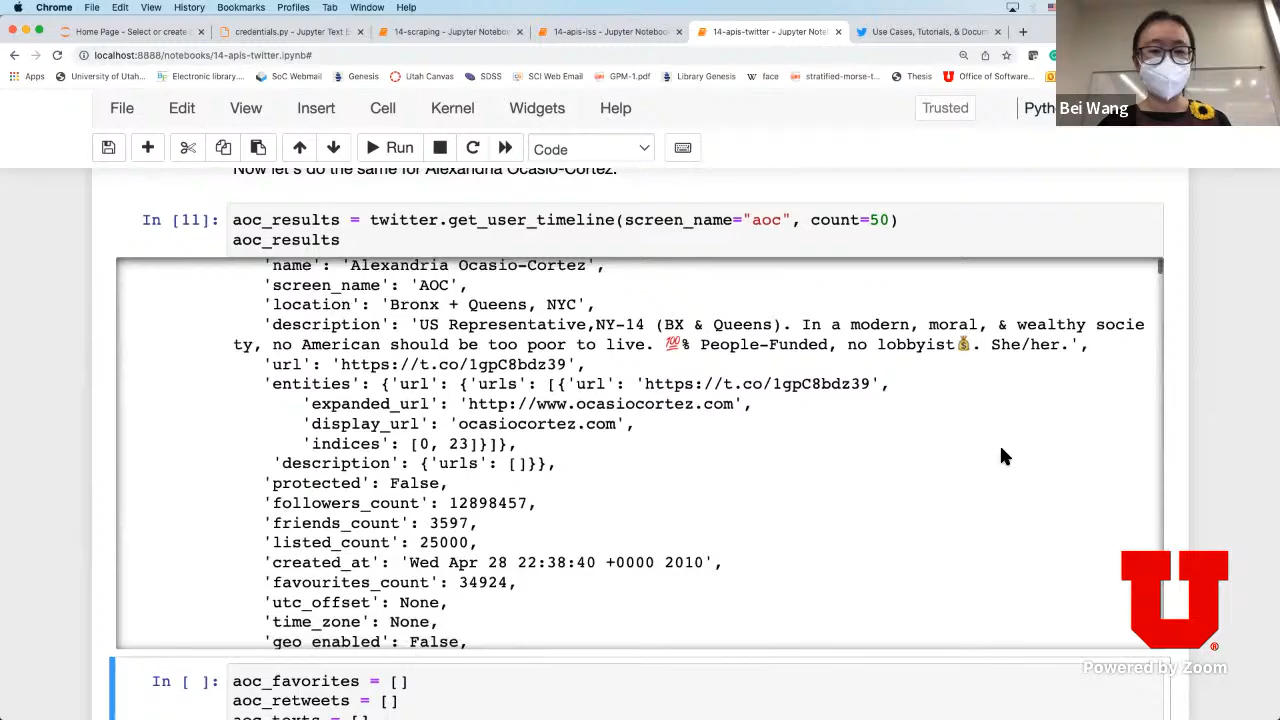 Chrome File Edit View History Bookmarks Profiles Tab Window Help
Home Page - Select or create credentials.py - Jupyter Text E 14-scraping - Jupyter Notebook 14-apis-iss - Jupyter Notebook 14-apis-twitter - Jupyter Note Use Cases, Tutorials, & Docum
localhost:8888/notebooks/14-apis-twitter.ipynb#
Apps University of Utah... Electronic library.... SoC Webmail Genesis Utah Canvas SDSS SCI Web Email GPM-1.pdf Library Genesis face stratified-morse-t... Thesis Office of Software...
File Edit View Insert Cell Kernel Widgets Help Trusted Pyth
Bei Wang
Run Code
Now let's do the same for Alexandria Ocasio-Cortez.
In [11]: aoc_results = twitter.get_user_timeline(screen_name="aoc", count=50)
aoc_results
'name': 'Alexandria Ocasio-Cortez',
'screen_name': 'AOC',
'location': 'Bronx + Queens, NYC',
'description': 'US Representative,NY-14 (BX & Queens). In a modern, moral, & wealthy socie
ty, no American should be too poor to live. 💯% People-Funded, no lobbyist💰. She/her.',
'url': 'https://t.co/1gpC8bdz39',
'entities': {'url': {'urls': [{'url': 'https://t.co/1gpC8bdz39',
'expanded_url': 'http://www.ocasiocortez.com',
'display_url': 'ocasiocortez.com',
'indices': [0, 23]}]},
'description': {'urls': []}},
'protected': False,
'followers_count': 12898457,
'friends_count': 3597,
'listed_count': 25000,
'created_at': 'Wed Apr 28 22:38:40 +0000 2010',
'favourites_count': 34924,
'utc_offset': None,
'time_zone': None,
'geo_enabled': False,
U
Powered by Zoom
In [ ]: aoc_favorites = []
aoc_retweets = []
aoc_texts = []